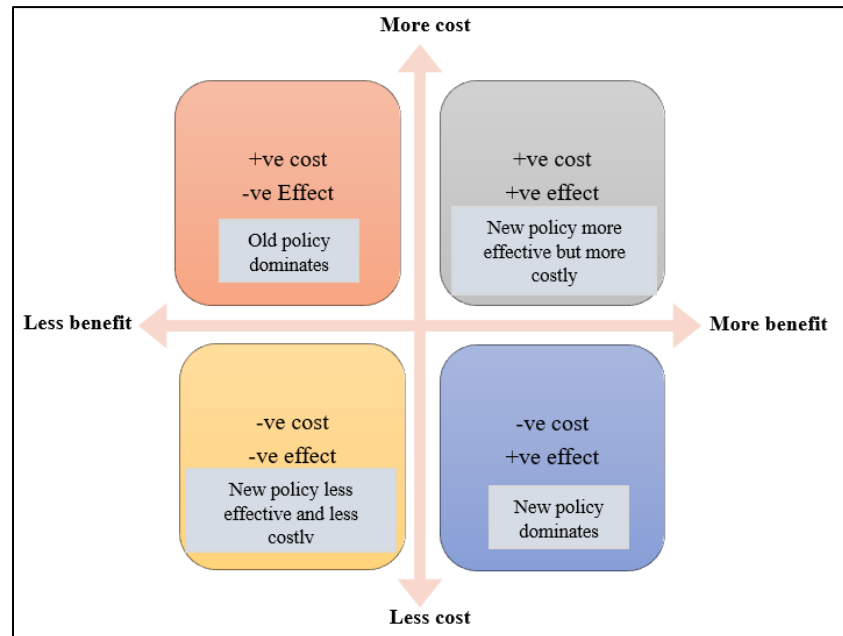 More cost
+ve cost
-ve Effect
Old policy
dominates
+ve cost
+ve effect
New policy more
effective but more
costly
Less benefit
More benefit
-ve cost
-ve effect
New policy less
effective and less
costly
-ve cost
+ve effect
New policy
dominates
Less cost